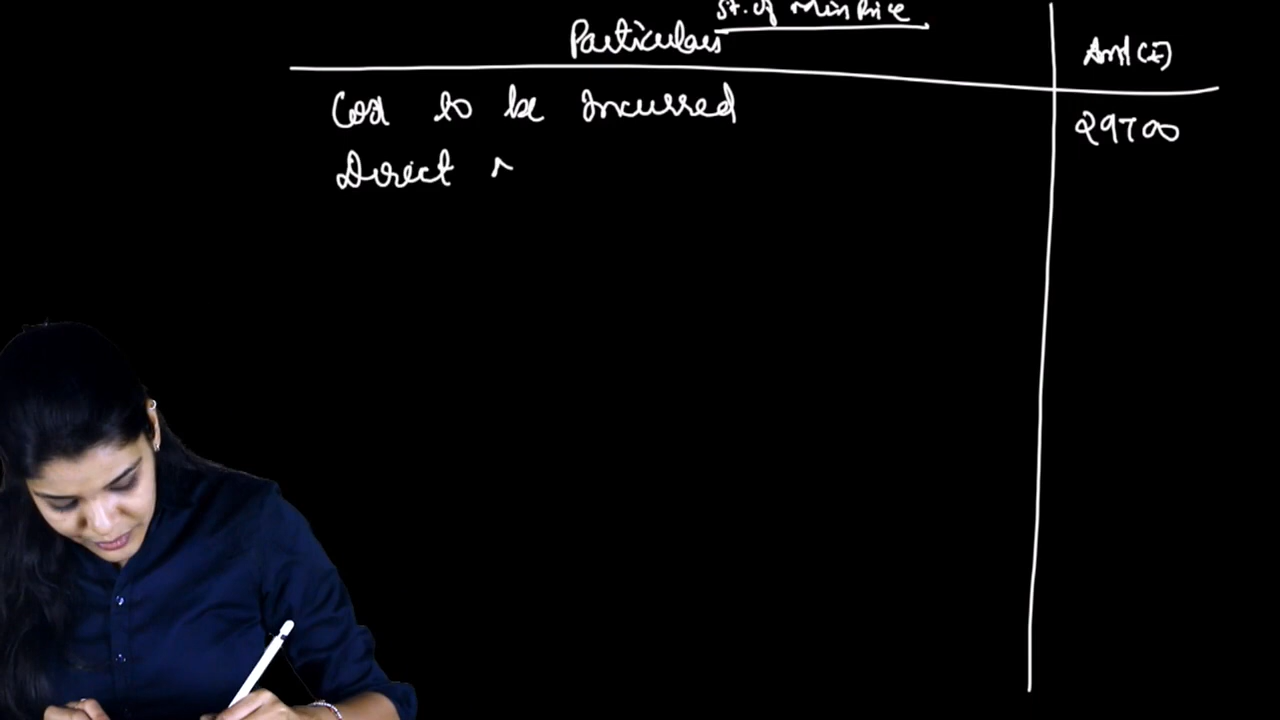 St. of Min Price
Particulars
Amt (₹)
Cost to be Incurred
29700
Direct